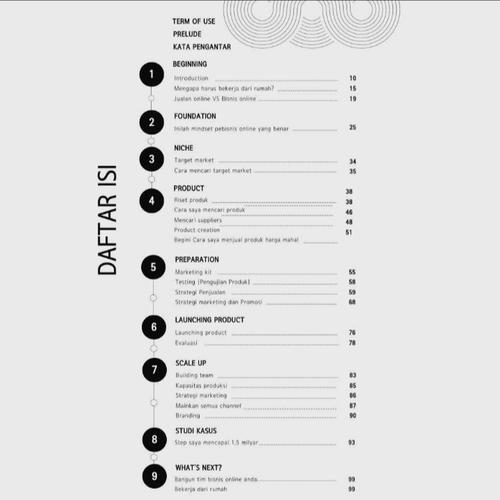 TERM OF USE
PRELUDE
KATA PENGANTAR
DAFTAR ISI
1 BEGINNING
Introduction 10
Mengapa harus bekerja dari rumah? 15
Jualan online VS Bisnis online 19
2 FOUNDATION
Inilah mindset pebisnis online yang benar 25
3 NICHE
Target market 34
Cara mencari target market 35
4 PRODUCT 38
Riset produk 38
Cara saya mencari produk 46
Mencari suppliers 48
Product creation 51
Begini Cara saya menjual produk harga mahal
5 PREPARATION
Marketing kit 55
Testing (Pengujian Produk) 58
Strategi Penjualan 59
Strategi marketing dan Promosi 68
6 LAUNCHING PRODUCT
Launching product 76
Evaluasi 78
7 SCALE UP
Building team 83
Kapasitas produksi 85
Strategi marketing 86
Mainkan semua channel 87
Branding 90
8 STUDI KASUS
Step saya mencapai 1,5 milyar 93
9 WHAT'S NEXT?
Bangun tim bisnis online anda 99
Bekerja dari rumah 99